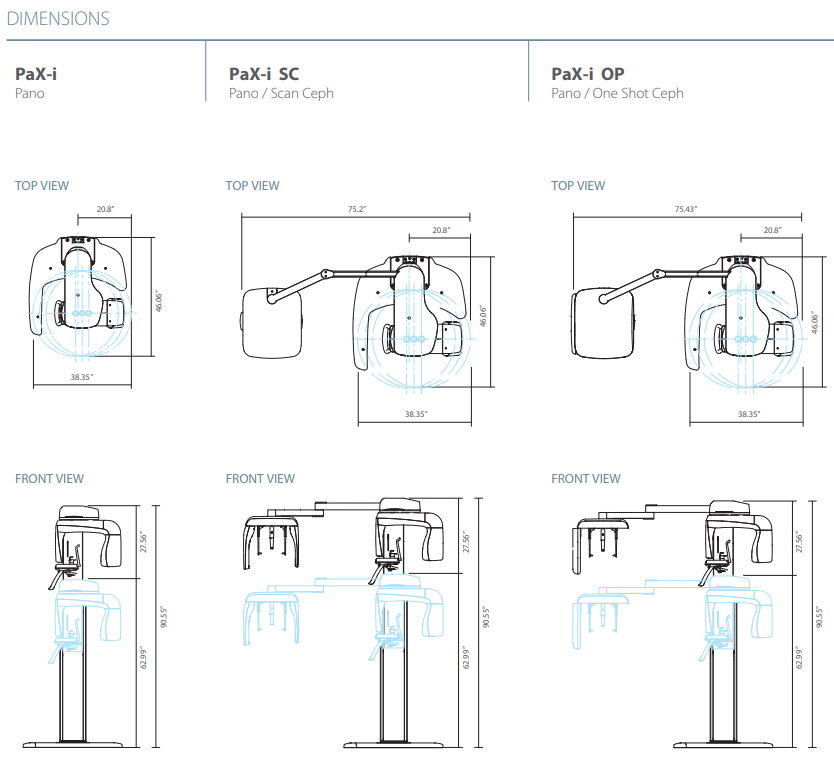 DIMENSIONS
PaX-i
Pano
PaX-i SC
Pano / Scan Ceph
PaX-i OP
Pano / One Shot Ceph
TOP VIEW
20.8"
46.06"
38.35"
TOP VIEW
75.2"
20.8"
46.06"
38.35"
TOP VIEW
75.43"
20.8"
46.06"
38.35"
FRONT VIEW
27.56"
90.55"
62.99"
FRONT VIEW
27.56"
90.55"
62.99"
FRONT VIEW
27.56"
90.55"
62.99"